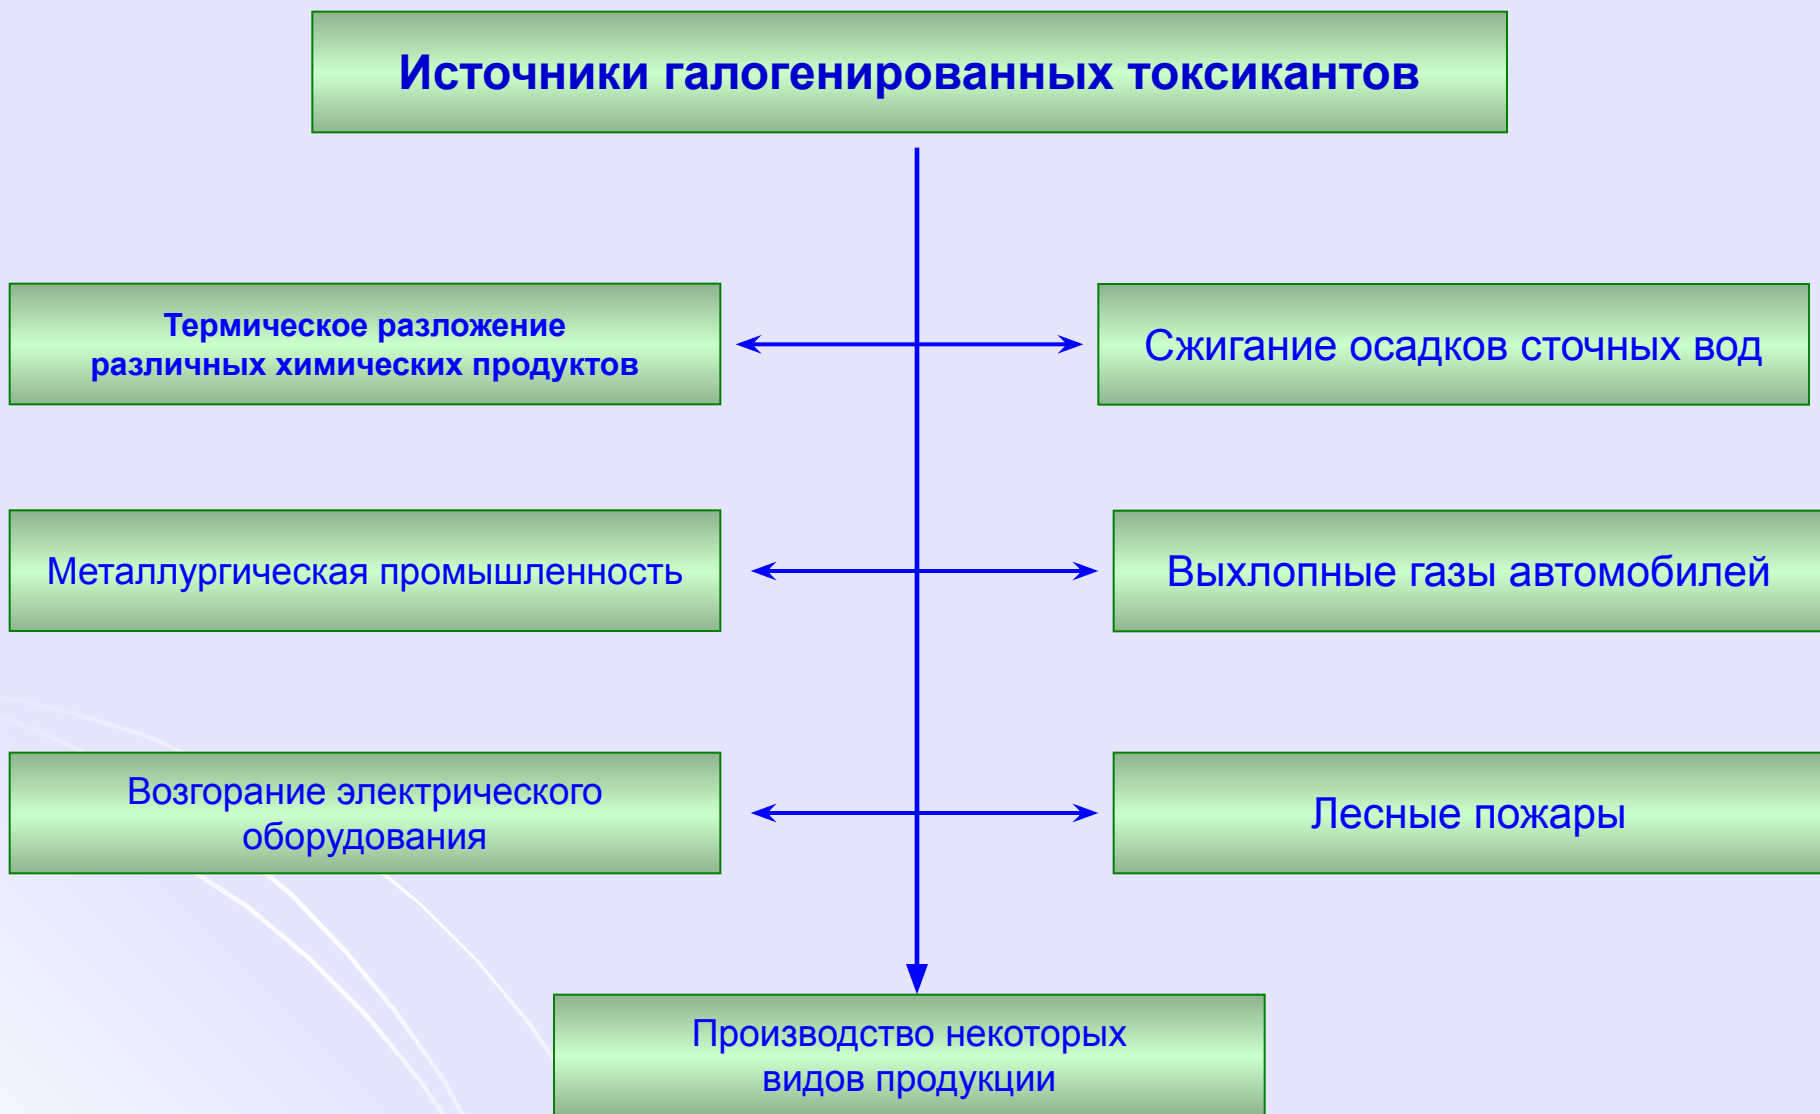 Источники галогенированных токсикантов
Термическое разложение
различных химических продуктов
Сжигание осадков сточных вод
Металлургическая промышленность
Выхлопные газы автомобилей
Возгорание электрического
оборудования
Лесные пожары
Производство некоторых
видов продукции